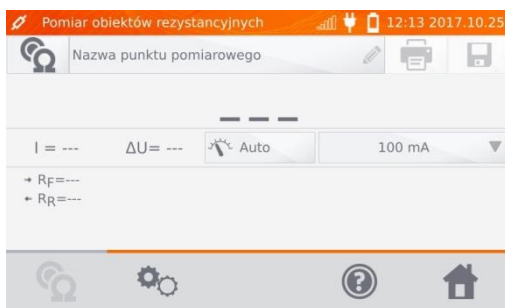 Pomiar obiektów rezystancyjnych 12:13 2017.10.25
Nazwa punktu pomiarowego
---
I = --- ΔU= --- Auto 100 mA
→ RF=---
← RR=---